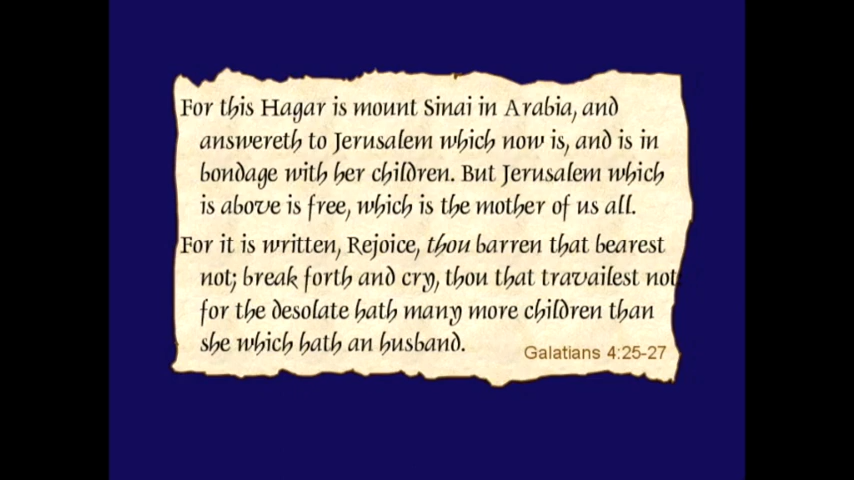 For this Hagar is mount Sinai in Arabia, and
answereth to Jerusalem which now is, and is in
bondage with her children. But Jerusalem which
is above is free, which is the mother of us all.
For it is written, Rejoice, thou barren that bearest
not; break forth and cry, thou that travailest not
for the desolate hath many more children than
she which hath an husband.
Galatians 4:25-27